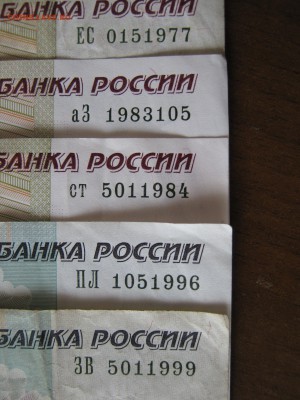 БАНКА РОССИИ
ЕС 0151977
БАНКА РОССИИ
аЗ 1983105
БАНКА РОССИИ
ст 5011984
БАНКА РОССИИ
ПЛ 1051996
БАНКА РОССИИ
ЗВ 5011999